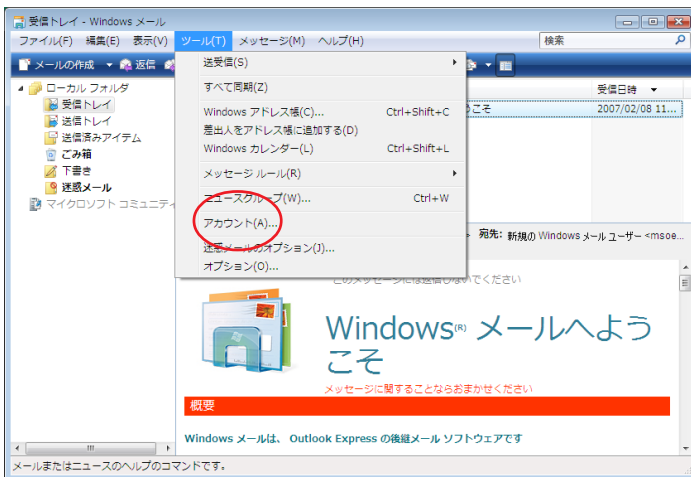 受信トレイ - Windows メール
ファイル(F) 編集(E) 表示(V) ツール(T) メッセージ(M) ヘルプ(H)
検索
メールの作成 返信
ローカル フォルダ
受信トレイ
送信トレイ
送信済みアイテム
ごみ箱
下書き
迷惑メール
マイクロソフト コミュニティ
送受信(S)
すべて同期(Z)
Windows アドレス帳(C)... Ctrl+Shift+C
差出人をアドレス帳に追加する(D)
Windows カレンダー(L) Ctrl+Shift+L
メッセージ ルール(R)
ニュースグループ(W)... Ctrl+W
アカウント(A)...
迷惑メールのオプション(J)...
オプション(O)...
受信日時
うこそ 2007/02/08 11...
宛先: 新規の Windows メール ユーザー <msoe...
このメッセージには返信しないでください
Windows(R) メールへよう
こそ
メッセージに関することならおまかせください
概要
Windows メールは、 Outlook Express の後継メール ソフトウェアです
メールまたはニュースのヘルプのコマンドです。